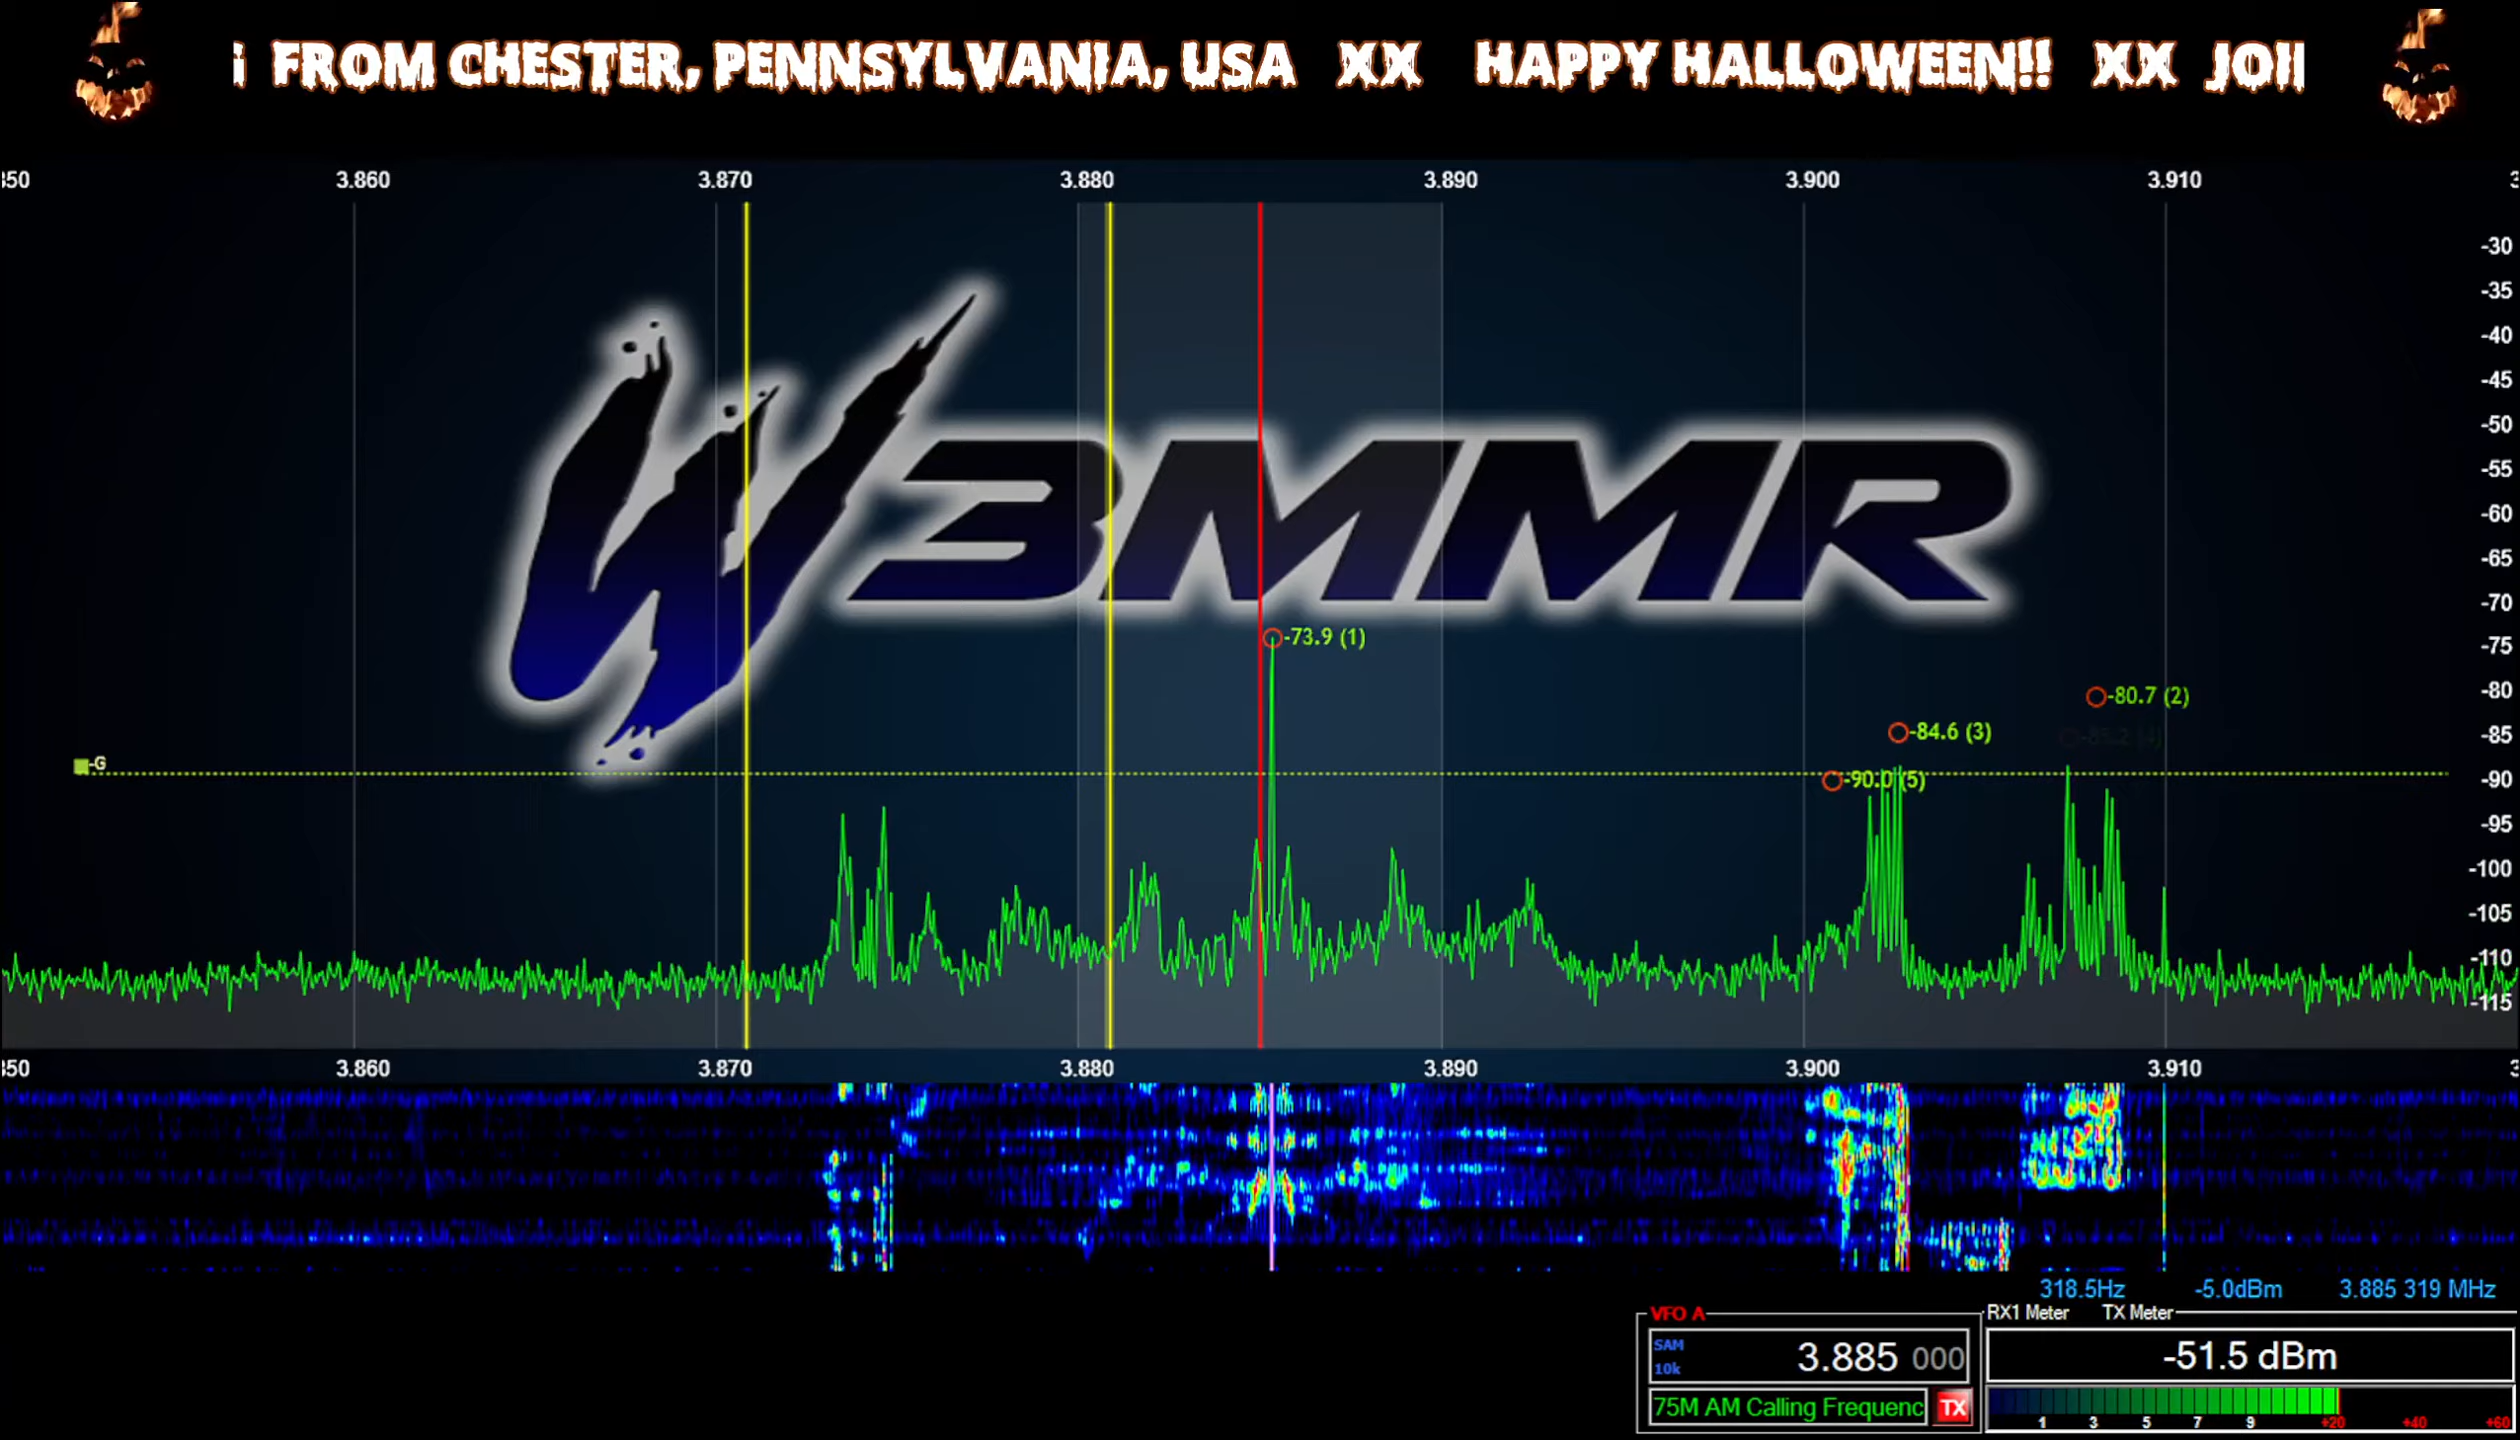 FROM CHESTER, PENNSYLVANIA, USA XX HAPPY HALLOWEEN!! XX
3.860 3.870 3.880 3.890 3.900 3.910
-30
-35
-40
-45
-50
W3MMR
-55
-60
-65
-70
-73.9 (1)
-75
-80.7 (2)
-80
-84.6 (3)
-85
-G
-90.0 (5)
-90
-95
-100
-105
-110
-115
3.860 3.870 3.880 3.890 3.900 3.910
318.5Hz -5.0dBm 3.885 319 MHz
VFO A RX1 Meter TX Meter
SAM
10k
3.885 000
-51.5 dBm
75M AM Calling Frequenc TX
1 3 5 7 9 +20 +40 +60